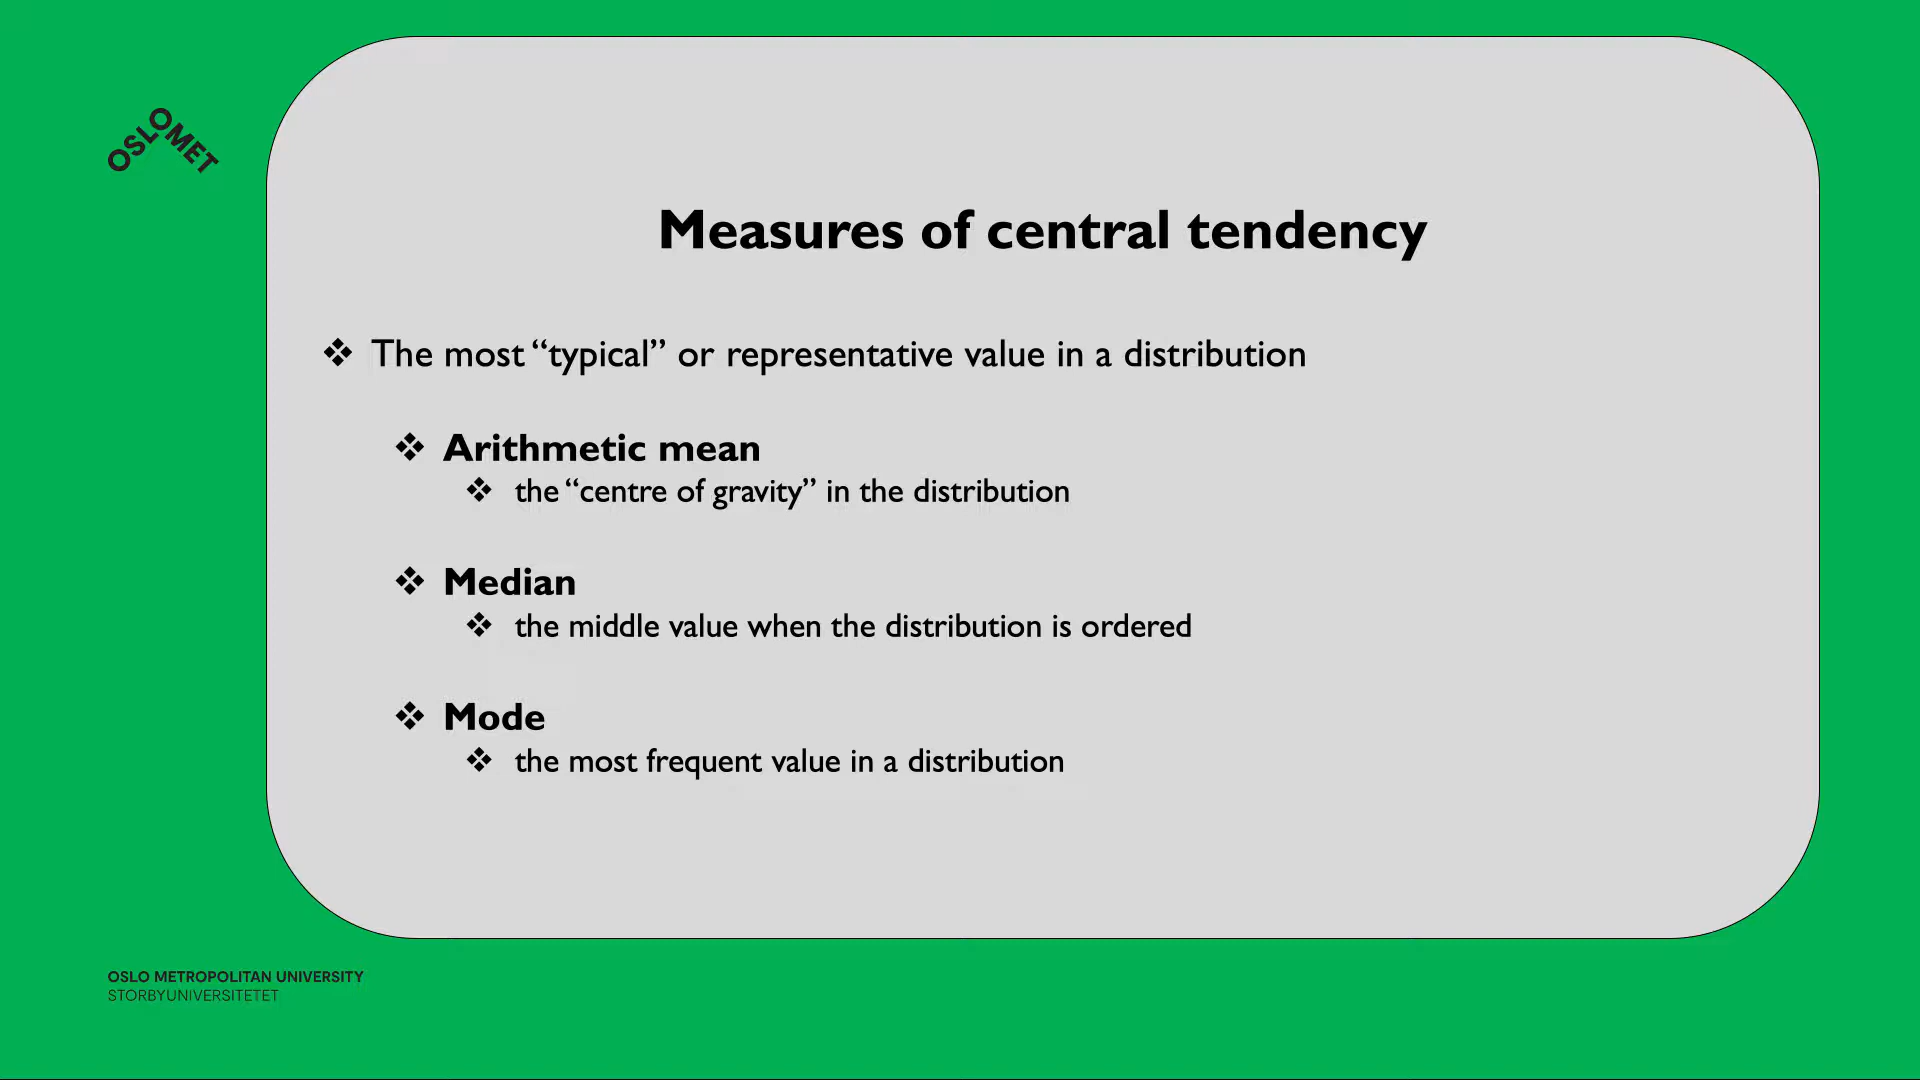 OSLOMET
Measures of central tendency
❖ The most “typical” or representative value in a distribution
❖ Arithmetic mean
❖ the “centre of gravity” in the distribution
❖ Median
❖ the middle value when the distribution is ordered
❖ Mode
❖ the most frequent value in a distribution
OSLO METROPOLITAN UNIVERSITY
STORBYUNIVERSITETET